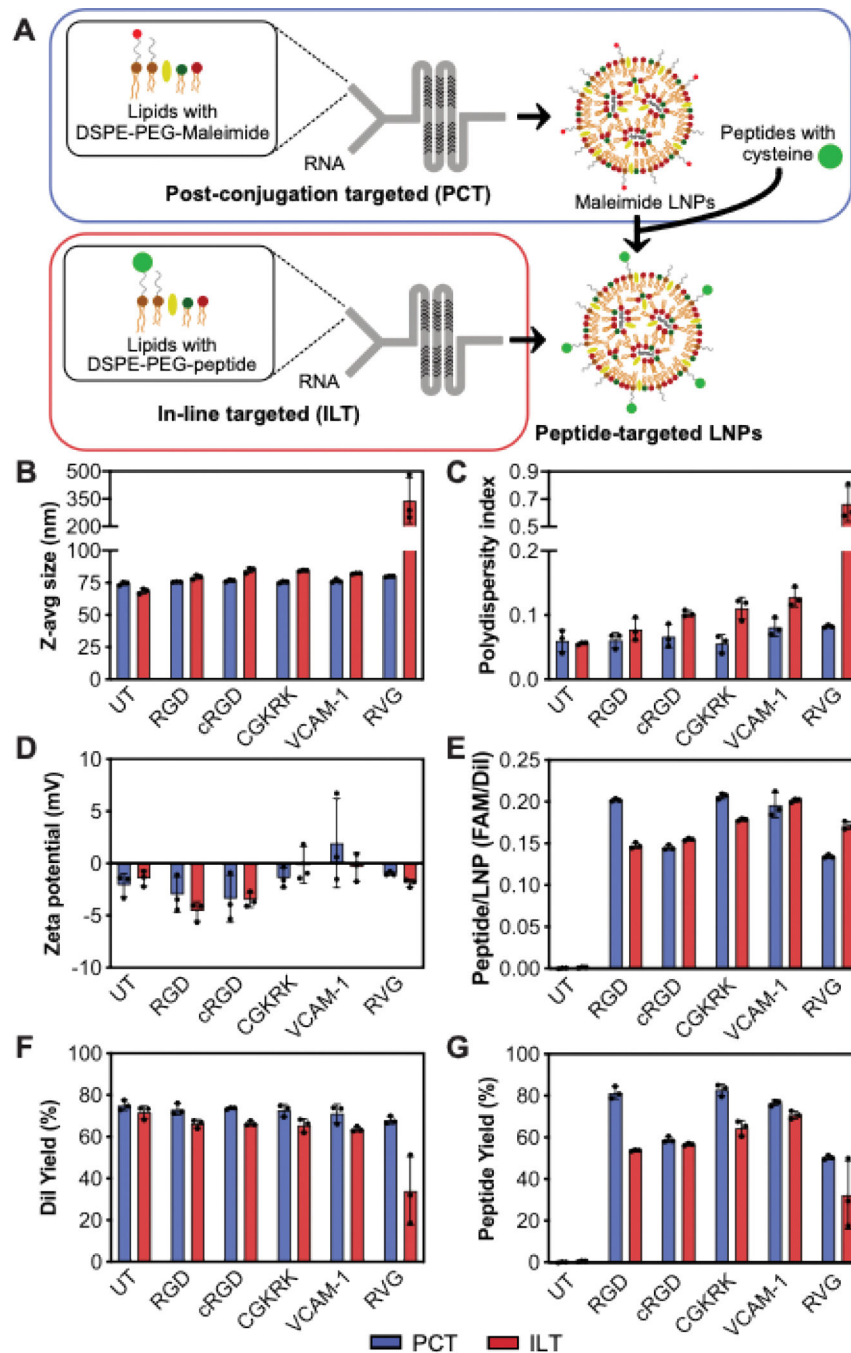 A
Lipids with
DSPE-PEG-Maleimide
RNA
Post-conjugation targeted (PCT)
Maleimide LNPs
Peptides with
cysteine
Lipids with
DSPE-PEG-peptide
RNA
In-line targeted (ILT)
Peptide-targeted LNPs
B
Z-avg size (nm)
500
350
200
100
75
50
25
0
UT
RGD
cRGD
CGKRK
VCAM-1
RVG
C
Polydispersity index
0.9
0.7
0.5
0.2
0.1
0.0
UT
RGD
cRGD
CGKRK
VCAM-1
RVG
D
Zeta potential (mV)
10
5
0
-5
-10
UT
RGD
cRGD
CGKRK
VCAM-1
RVG
E
Peptide/LNP (FAM/DiI)
0.25
0.20
0.15
0.10
0.05
0.00
UT
RGD
cRGD
CGKRK
VCAM-1
RVG
F
DiI Yield (%)
100
80
60
40
20
0
UT
RGD
cRGD
CGKRK
VCAM-1
RVG
G
Peptide Yield (%)
100
80
60
40
20
0
UT
RGD
cRGD
CGKRK
VCAM-1
RVG
PCT
ILT